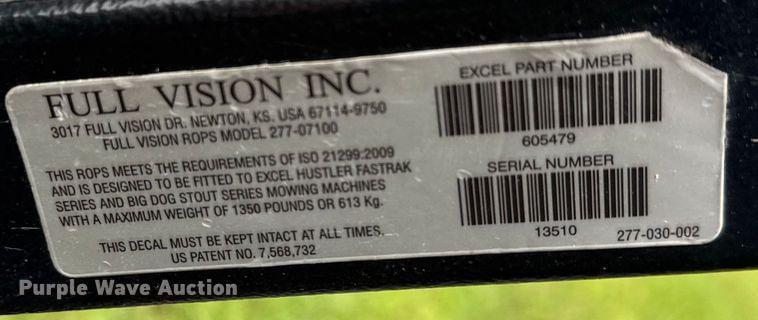 FULL VISION INC.
3017 FULL VISION DR. NEWTON, KS. USA 67114-9750
FULL VISION ROPS MODEL 277-07100
THIS ROPS MEETS THE REQUIREMENTS OF ISO 21299:2009
AND IS DESIGNED TO BE FITTED TO EXCEL HUSTLER FASTRAK
SERIES AND BIG DOG STOUT SERIES MOWING MACHINES
WITH A MAXIMUM WEIGHT OF 1350 POUNDS OR 613 Kg.
THIS DECAL MUST BE KEPT INTACT AT ALL TIMES.
US PATENT NO. 7,568,732
EXCEL PART NUMBER
605479
SERIAL NUMBER
13510
277-030-002
Purple Wave Auction